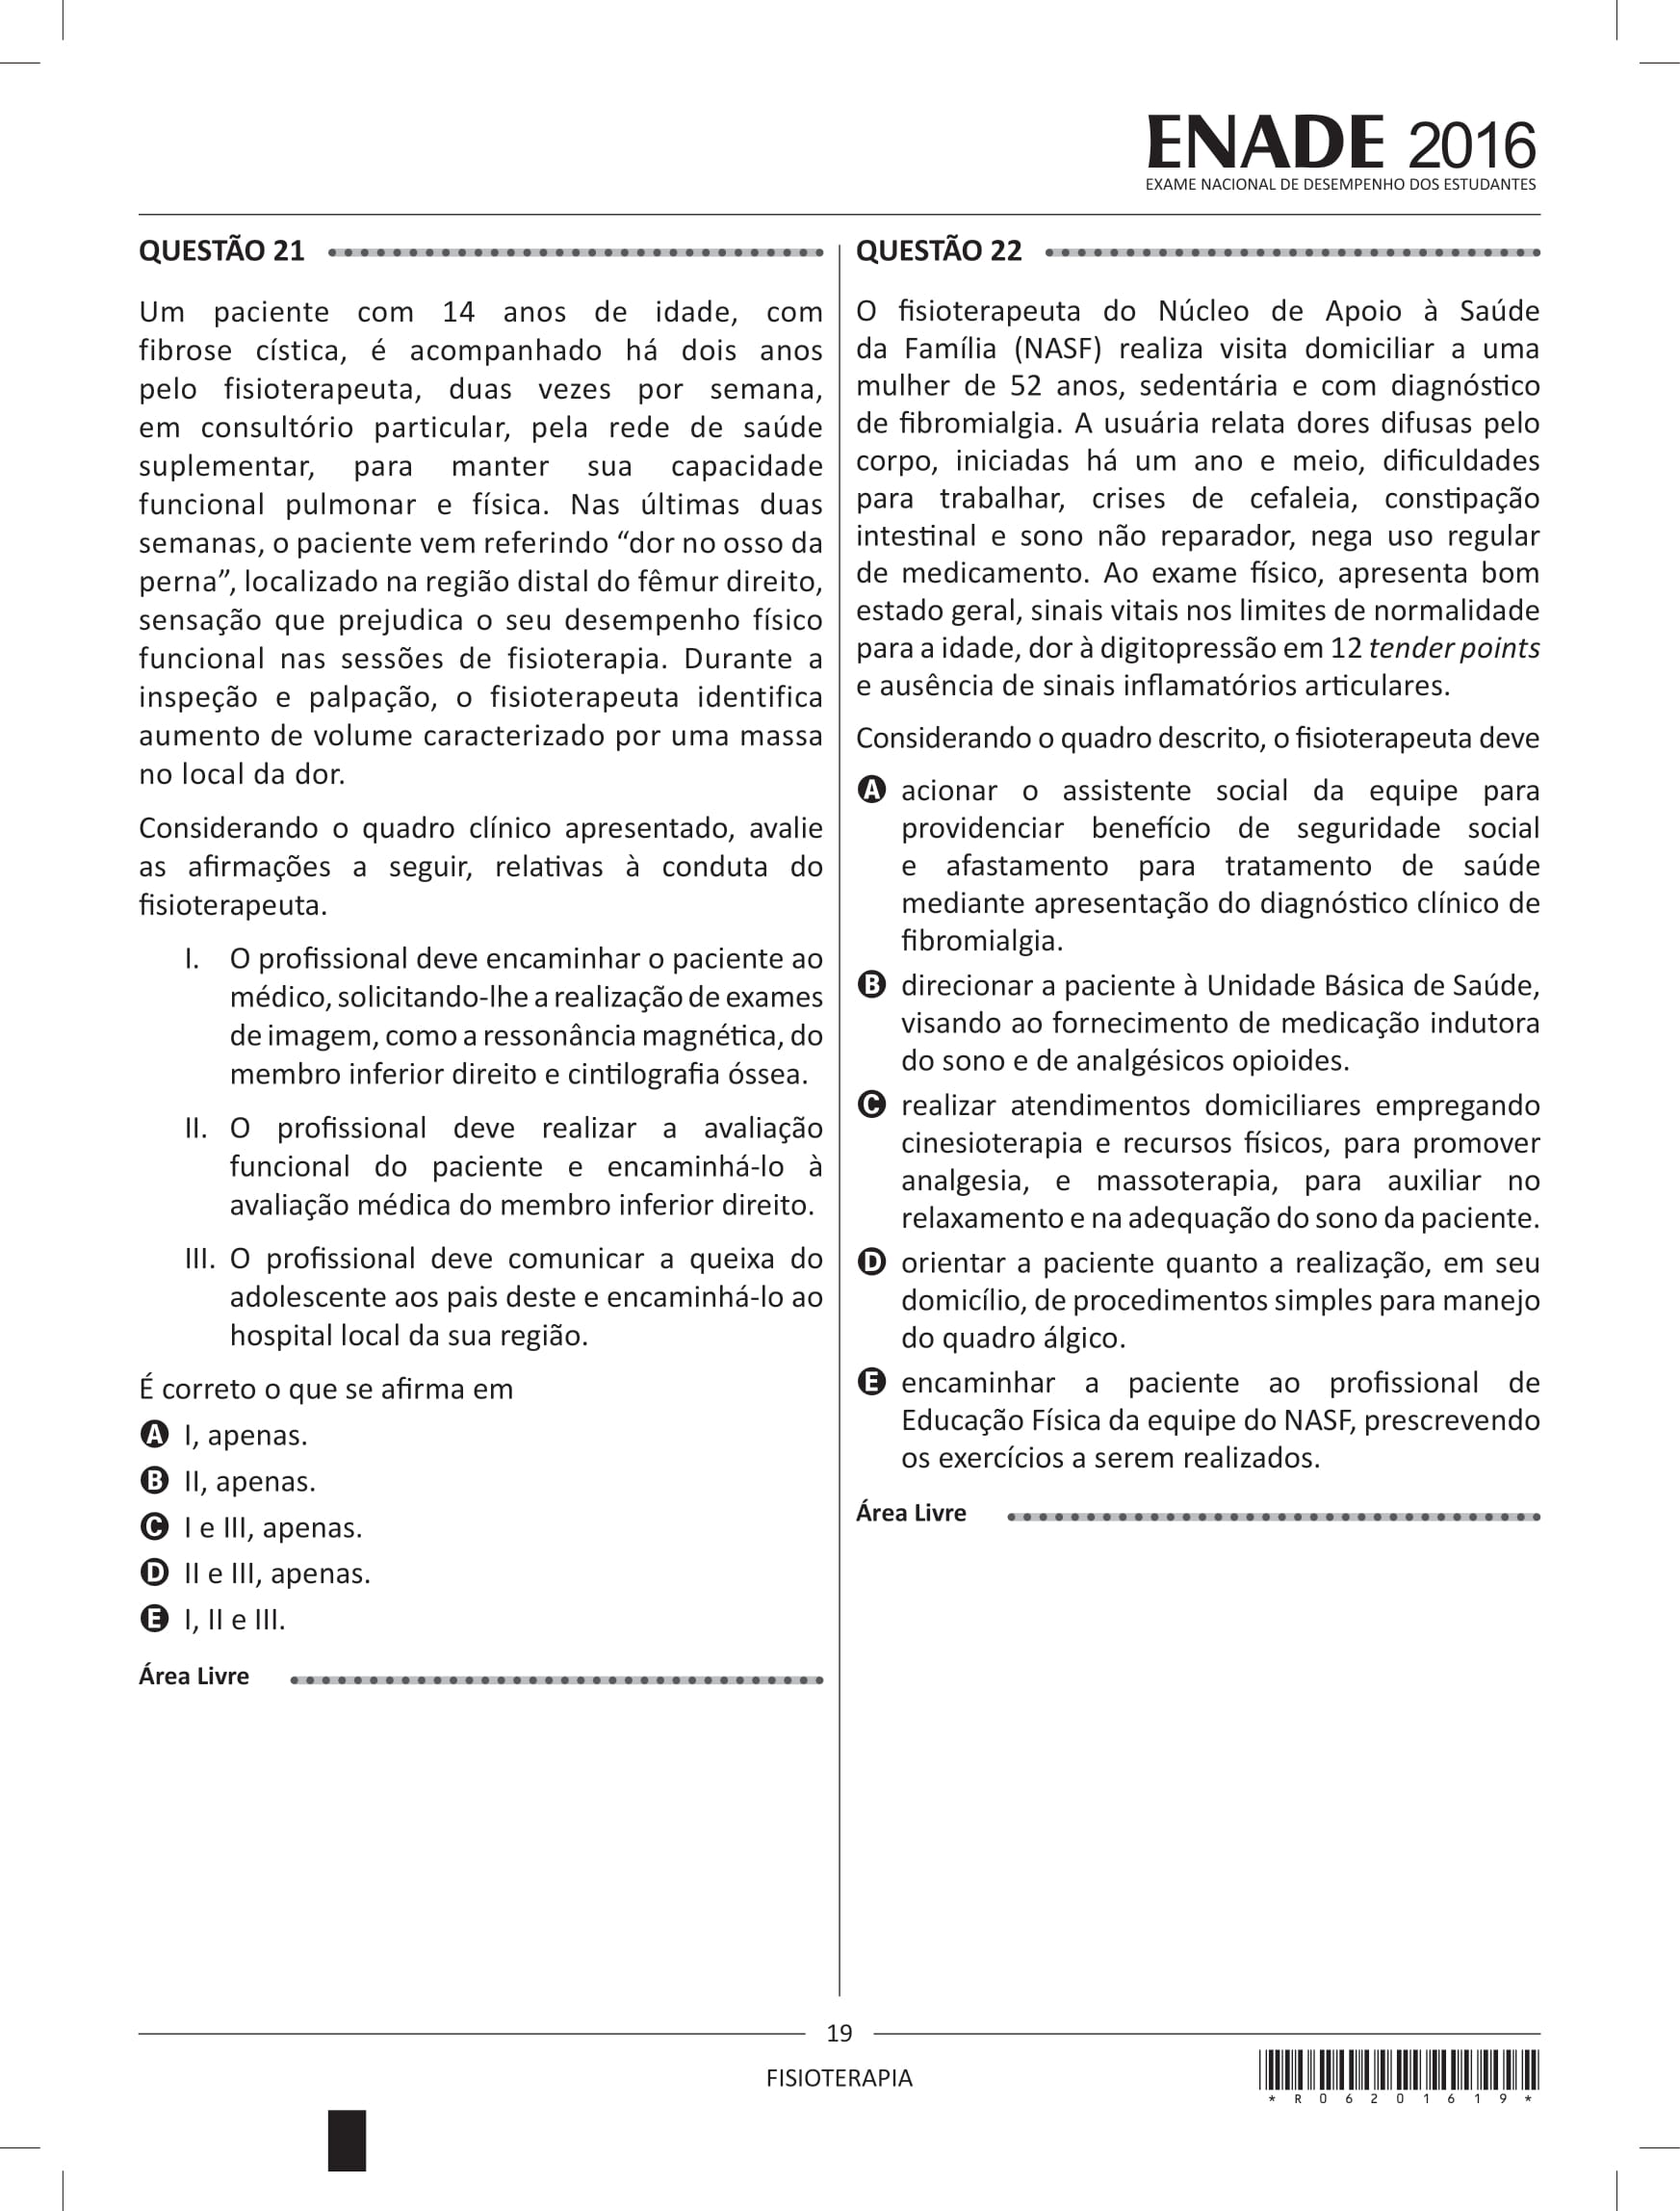 ENADE 2016
EXAME NACIONAL DE DESEMPENHO DOS ESTUDANTES
QUESTÃO 21
Um paciente com 14 anos de idade, com
fibrose cística, é acompanhado há dois anos
pelo fisioterapeuta, duas vezes por semana,
em consultório particular, pela rede de saúde
suplementar, para manter sua capacidade
funcional pulmonar e física. Nas últimas duas
semanas, o paciente vem referindo “dor no osso da
perna”, localizado na região distal do fêmur direito,
sensação que prejudica o seu desempenho físico
funcional nas sessões de fisioterapia. Durante a
inspeção e palpação, o fisioterapeuta identifica
aumento de volume caracterizado por uma massa
no local da dor.
Considerando o quadro clínico apresentado, avalie
as afirmações a seguir, relativas à conduta do
fisioterapeuta.
I. O profissional deve encaminhar o paciente ao
médico, solicitando-lhe a realização de exames
de imagem, como a ressonância magnética, do
membro inferior direito e cintilografia óssea.
II. O profissional deve realizar a avaliação
funcional do paciente e encaminhá-lo à
avaliação médica do membro inferior direito.
III. O profissional deve comunicar a queixa do
adolescente aos pais deste e encaminhá-lo ao
hospital local da sua região.
É correto o que se afirma em
A I, apenas.
B II, apenas.
C I e III, apenas.
D II e III, apenas.
E I, II e III.
Área Livre
QUESTÃO 22
O fisioterapeuta do Núcleo de Apoio à Saúde
da Família (NASF) realiza visita domiciliar a uma
mulher de 52 anos, sedentária e com diagnóstico
de fibromialgia. A usuária relata dores difusas pelo
corpo, iniciadas há um ano e meio, dificuldades
para trabalhar, crises de cefaleia, constipação
intestinal e sono não reparador, nega uso regular
de medicamento. Ao exame físico, apresenta bom
estado geral, sinais vitais nos limites de normalidade
para a idade, dor à digitopressão em 12 tender points
e ausência de sinais inflamatórios articulares.
Considerando o quadro descrito, o fisioterapeuta deve
A acionar o assistente social da equipe para
providenciar benefício de seguridade social
e afastamento para tratamento de saúde
mediante apresentação do diagnóstico clínico de
fibromialgia.
B direcionar a paciente à Unidade Básica de Saúde,
visando ao fornecimento de medicação indutora
do sono e de analgésicos opioides.
C realizar atendimentos domiciliares empregando
cinesioterapia e recursos físicos, para promover
analgesia, e massoterapia, para auxiliar no
relaxamento e na adequação do sono da paciente.
D orientar a paciente quanto a realização, em seu
domicílio, de procedimentos simples para manejo
do quadro álgico.
E encaminhar a paciente ao profissional de
Educação Física da equipe do NASF, prescrevendo
os exercícios a serem realizados.
Área Livre
19
FISIOTERAPIA
* R 0 6 2 0 1 6 1 9 *